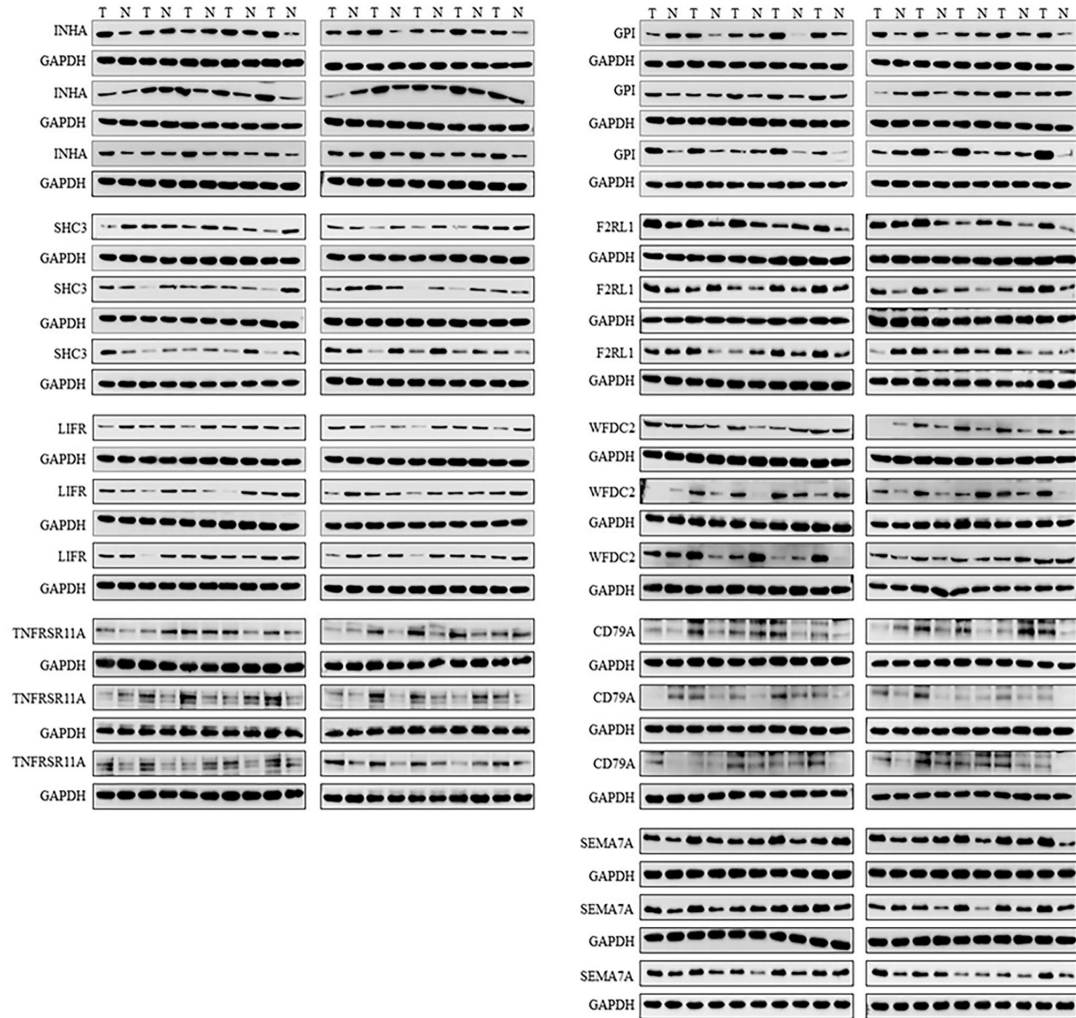 T N T N T N T N T N T N T N T N T N T N
INHA
GAPDH
INHA
GAPDH
INHA
GAPDH
SHC3
GAPDH
SHC3
GAPDH
SHC3
GAPDH
LIFR
GAPDH
LIFR
GAPDH
LIFR
GAPDH
TNFRSR11A
GAPDH
TNFRSR11A
GAPDH
TNFRSR11A
GAPDH
T N T N T N T N T N T N T N T N T N T N
GPI
GAPDH
GPI
GAPDH
GPI
GAPDH
F2RL1
GAPDH
F2RL1
GAPDH
F2RL1
GAPDH
WFDC2
GAPDH
WFDC2
GAPDH
WFDC2
GAPDH
CD79A
GAPDH
CD79A
GAPDH
CD79A
GAPDH
SEMA7A
GAPDH
SEMA7A
GAPDH
SEMA7A
GAPDH